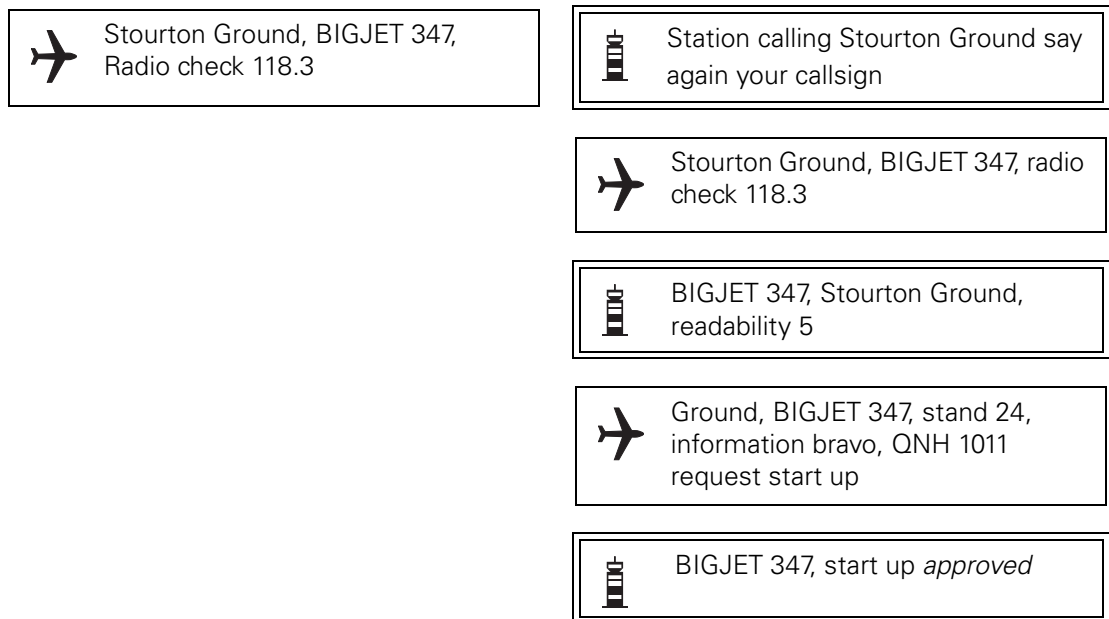 Stourton Ground, BIGJET 347,
Radio check 118.3
Station calling Stourton Ground say
again your callsign
Stourton Ground, BIGJET 347, radio
check 118.3
BIGJET 347, Stourton Ground,
readability 5
Ground, BIGJET 347, stand 24,
information bravo, QNH 1011
request start up
BIGJET 347, start up approved